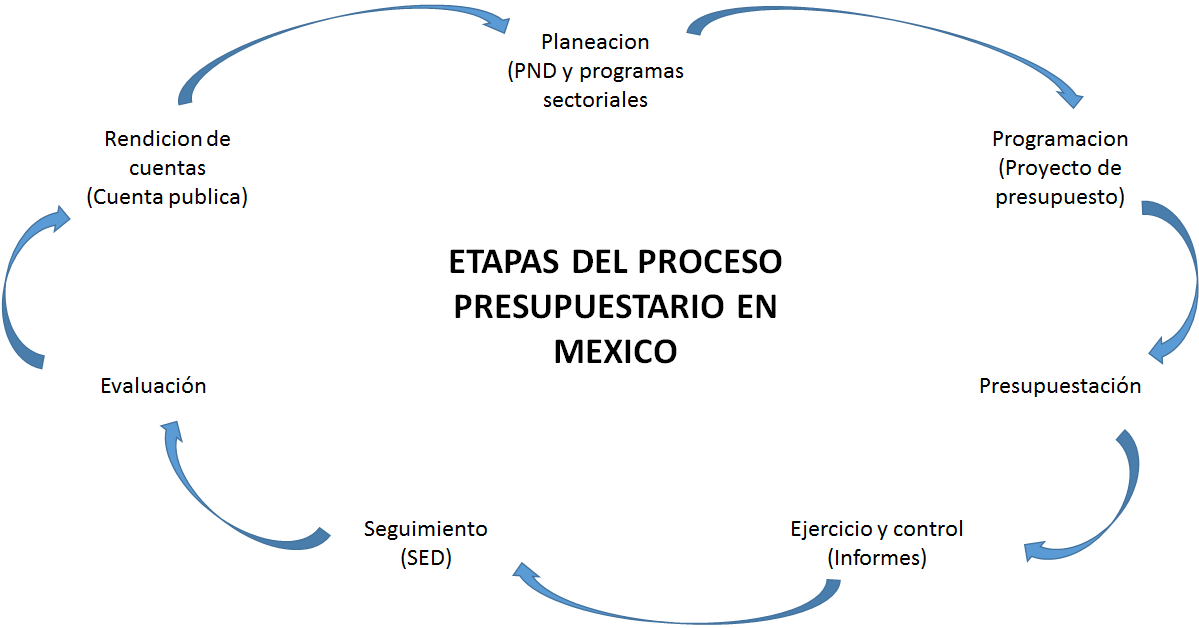 Planeacion
(PND y programas
sectoriales
Programacion
(Proyecto de
presupuesto)
Presupuestación
Ejercicio y control
(Informes)
Seguimiento
(SED)
Evaluación
Rendicion de
cuentas
(Cuenta publica)
ETAPAS DEL PROCESO
PRESUPUESTARIO EN
MEXICO